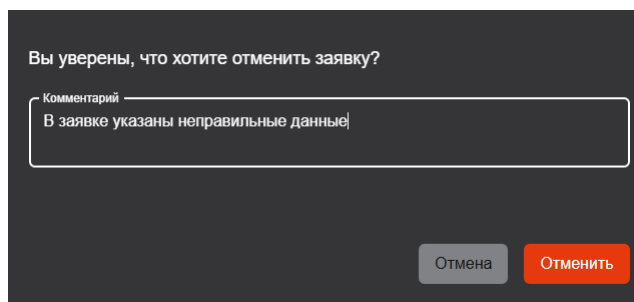 Вы уверены, что хотите отменить заявку?
Комментарий
В заявке указаны неправильные данные
Отмена Отменить